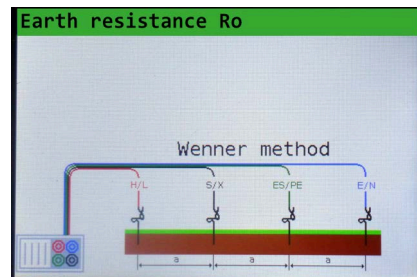 Earth resistance Ro
Wenner method
H/L S/X ES/PE E/N
a a a